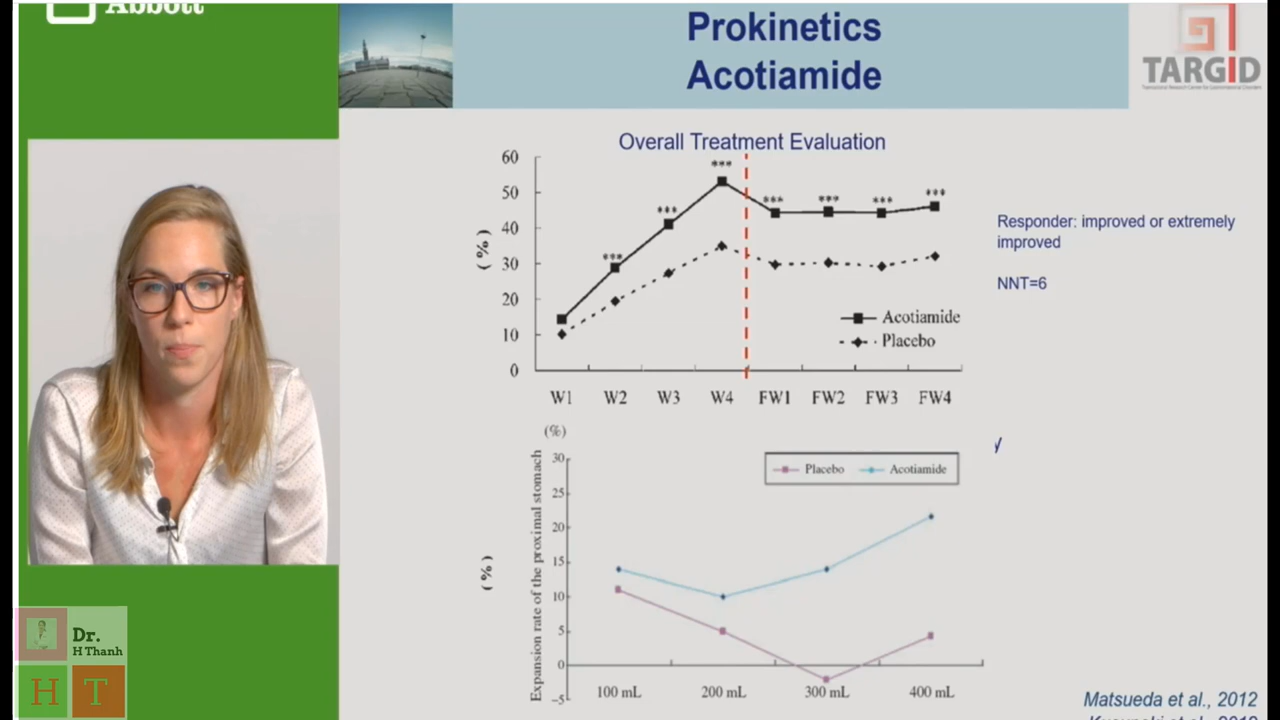 Abbott
Prokinetics
Acotiamide
TARGID
Overall Treatment Evaluation
60
50
40
30
20
10
0
(%)
*** *** *** *** *** *** ***
Acotiamide
Placebo
W1 W2 W3 W4 FW1 FW2 FW3 FW4
Responder: improved or extremely
improved
NNT=6
y
(%)
(%)
Expansion rate of the proximal stomach
30
25
20
15
10
5
0
-5
Placebo Acotiamide
100 mL 200 mL 300 mL 400 mL
Matsueda et al., 2012
Dr.
H Thanh
H T